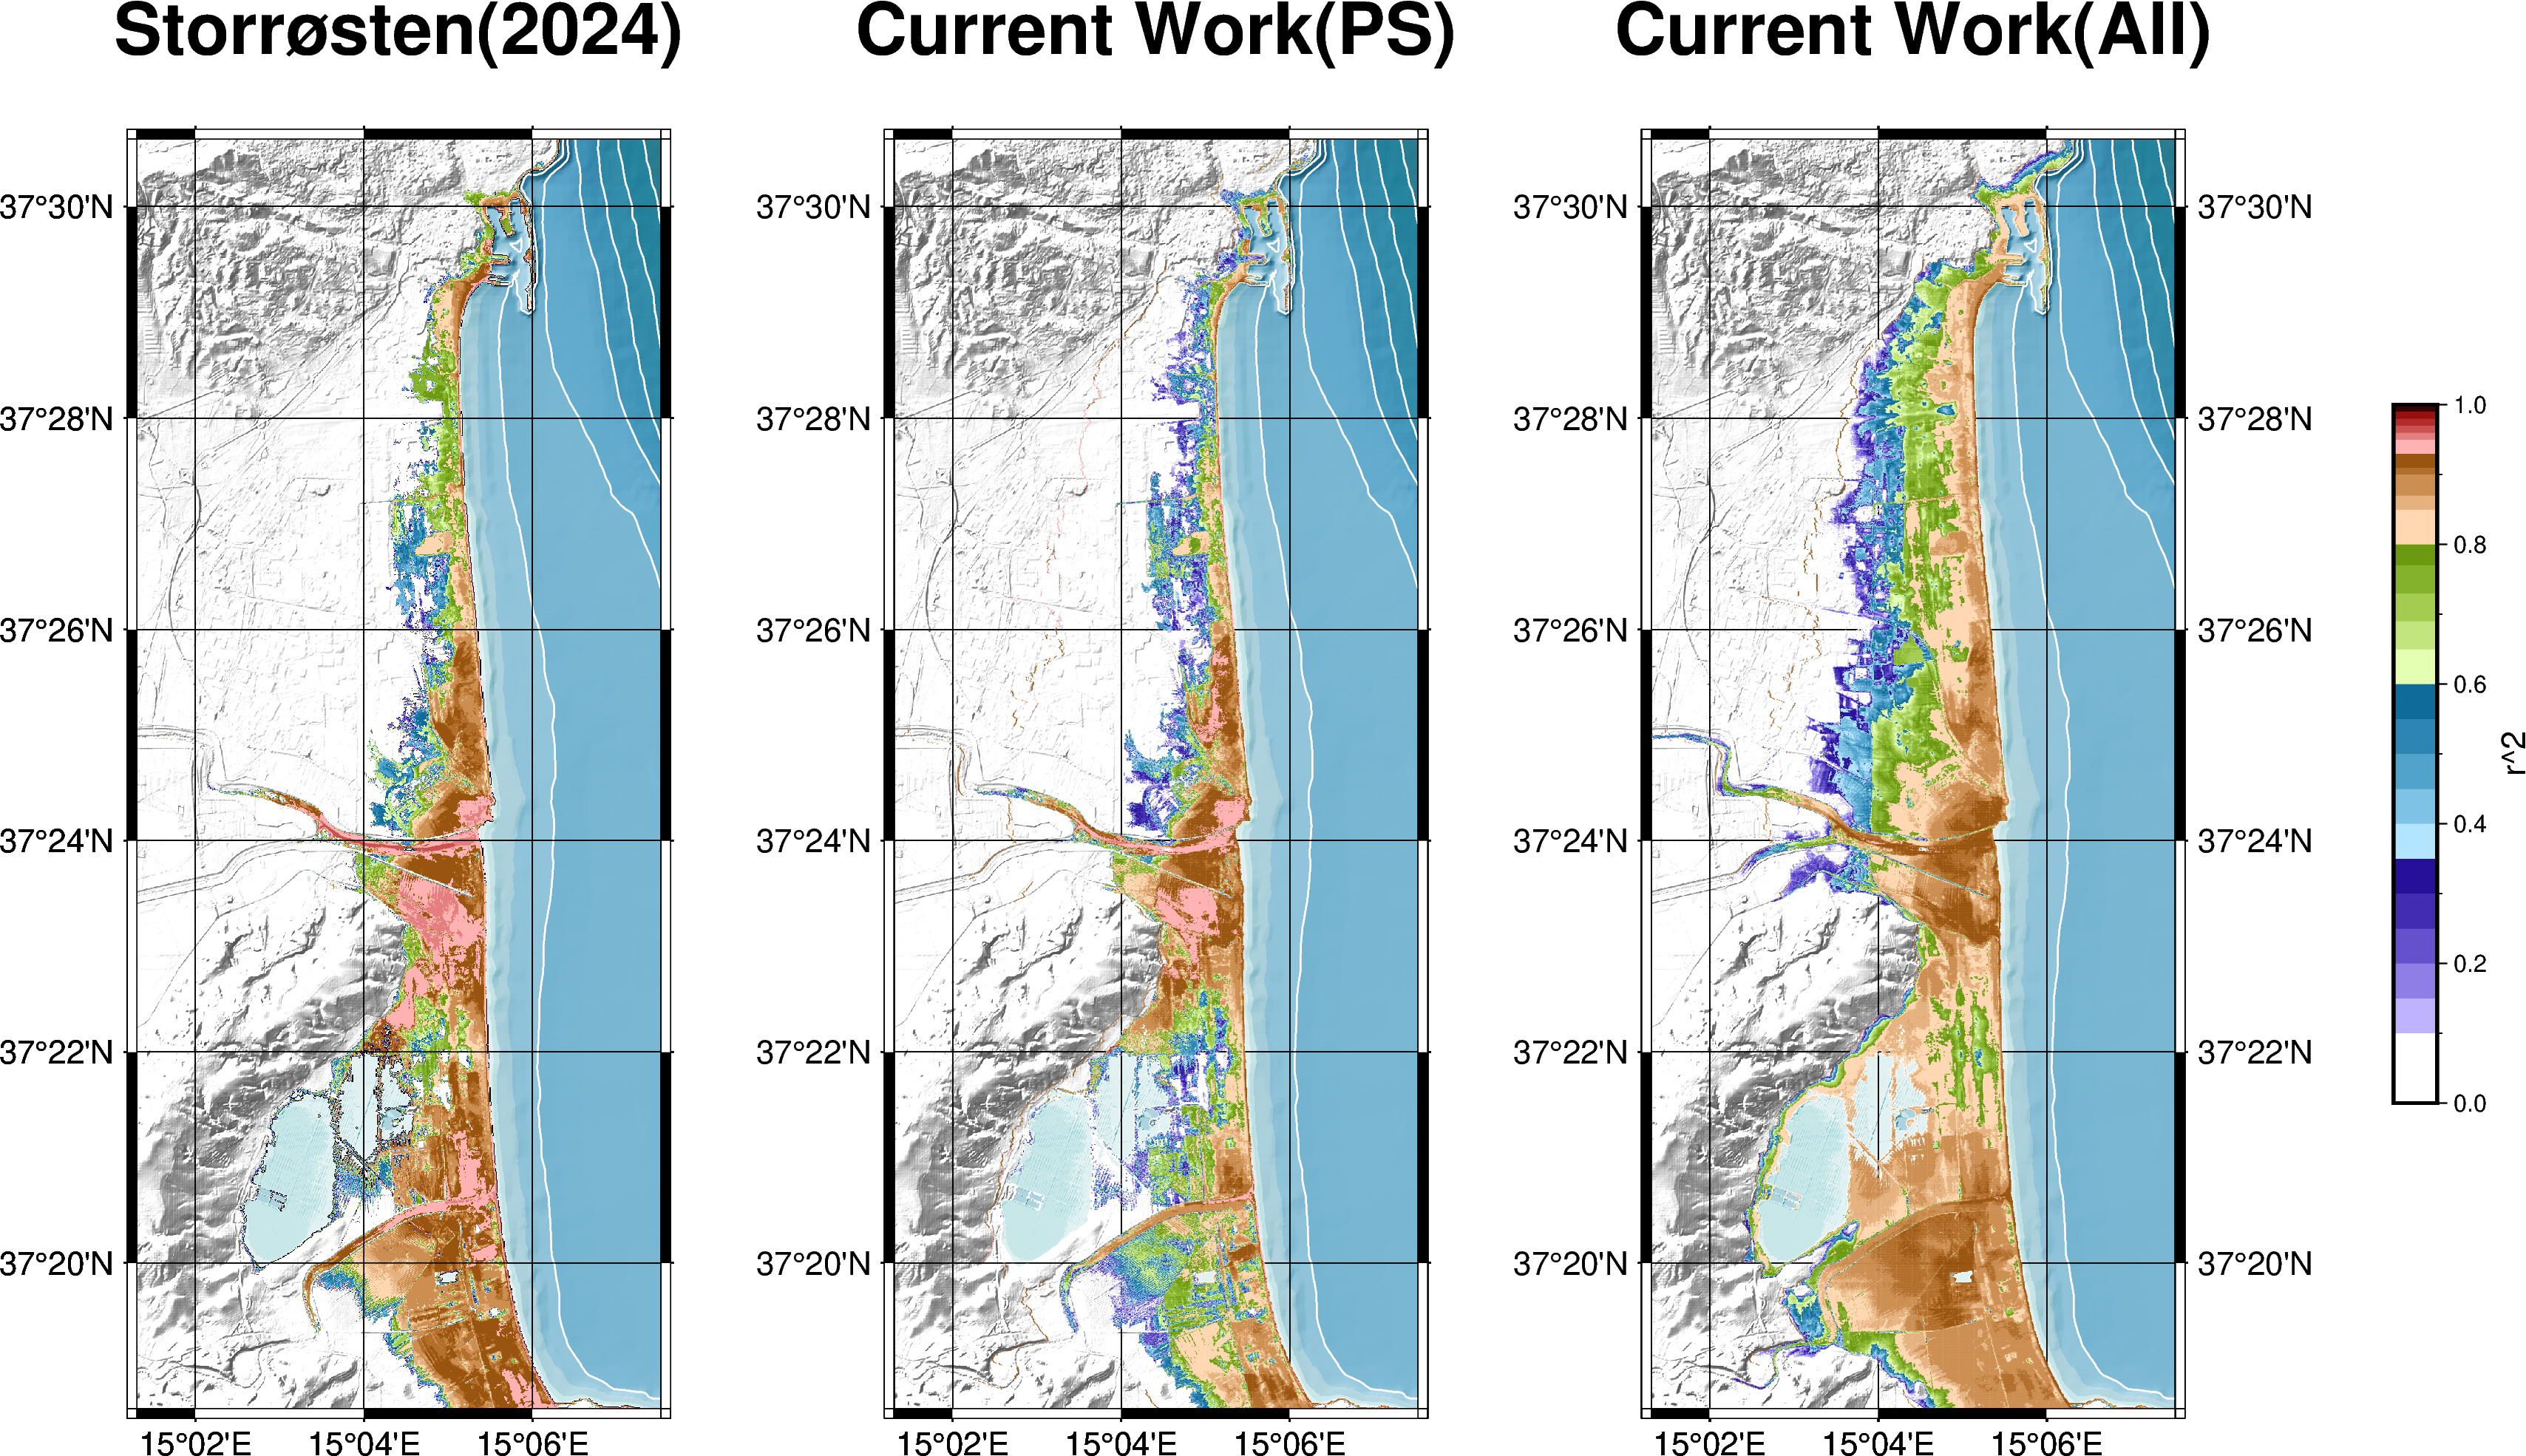 Storrøsten(2024) Current Work(PS) Current Work(All)
37°30'N 37°30'N 37°30'N 37°30'N
37°28'N 37°28'N 37°28'N 37°28'N
1.0
0.8
37°26'N 37°26'N 37°26'N 37°26'N
0.6
r^2
0.4
37°24'N 37°24'N 37°24'N 37°24'N
0.2
37°22'N 37°22'N 37°22'N 37°22'N
0.0
37°20'N 37°20'N 37°20'N 37°20'N
15°02'E 15°04'E 15°06'E 15°02'E 15°04'E 15°06'E 15°02'E 15°04'E 15°06'E